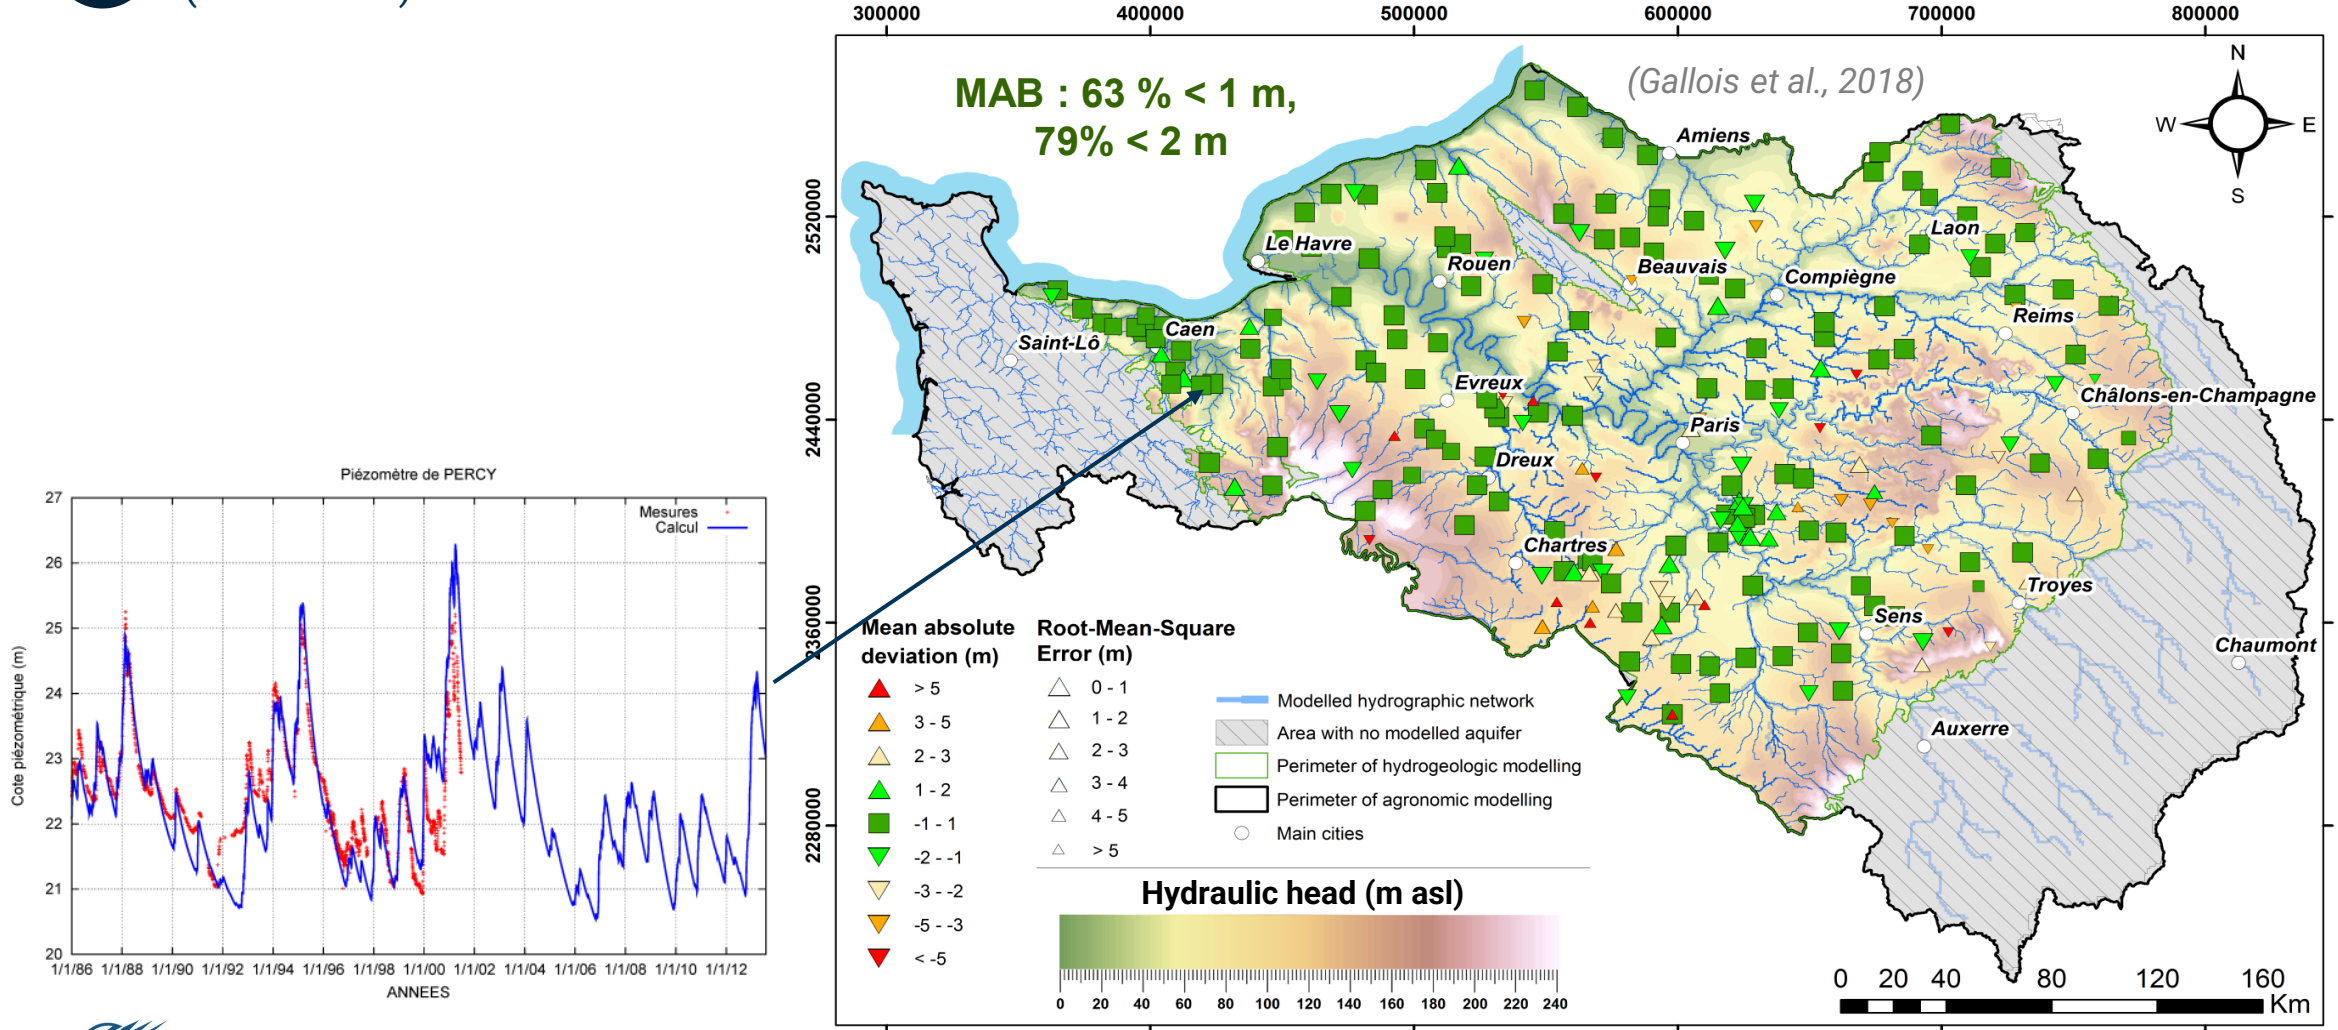 300000
400000
500000
600000
700000
800000
MAB : 63 % < 1 m,
79% < 2 m
(Gallois et al., 2018)
N
W
E
S
2520000
2440000
2360000
2280000
Amiens
Laon
Le Havre
Rouen
Beauvais
Compiègne
Reims
Saint-Lô
Caen
Evreux
Châlons-en-Champagne
Paris
Dreux
Chartres
Troyes
Sens
Chaumont
Auxerre
Piézomètre de PERCY
Mesures
Calcul
Cote piézométrique (m)
27
26
25
24
23
22
21
20
1/1/86
1/1/88
1/1/90
1/1/92
1/1/94
1/1/96
1/1/98
1/1/00
1/1/02
1/1/04
1/1/06
1/1/08
1/1/10
1/1/12
ANNEES
Mean absolute
deviation (m)
> 5
3 - 5
2 - 3
1 - 2
-1 - 1
-2 - -1
-3 - -2
-5 - -3
< -5
Root-Mean-Square
Error (m)
0 - 1
1 - 2
2 - 3
3 - 4
4 - 5
> 5
Modelled hydrographic network
Area with no modelled aquifer
Perimeter of hydrogeologic modelling
Perimeter of agronomic modelling
Main cities
Hydraulic head (m asl)
0 20 40 60 80 100 120 140 160 180 200 220 240
0 20 40 80 120 160
Km